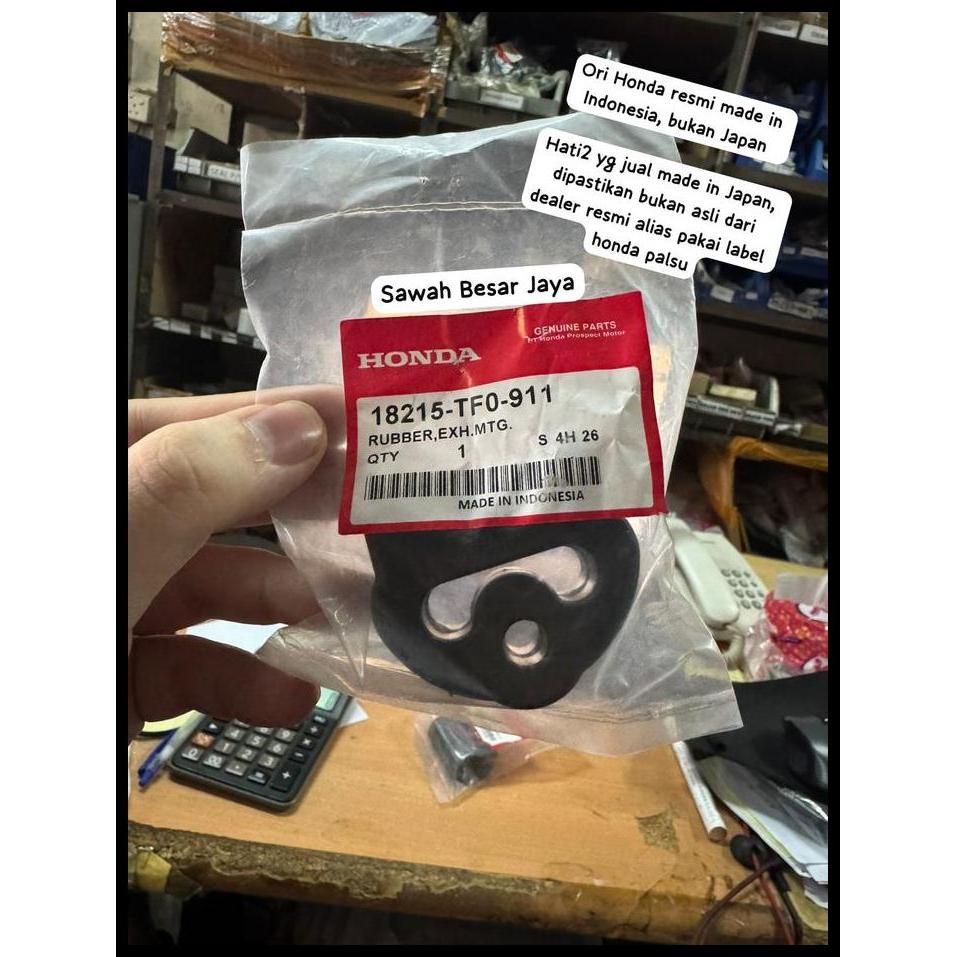 Ori Honda resmi made in
Indonesia, bukan Japan
Hati2 yg jual made in Japan,
dipastikan bukan asli dari
dealer resmi alias pakai label
honda palsu
Sawah Besar Jaya
GENUINE PARTS
PT Honda Prospect Motor
HONDA
18215-TF0-911
RUBBER,EXH.MTG.
QTY 1 S 4H 26
MADE IN INDONESIA